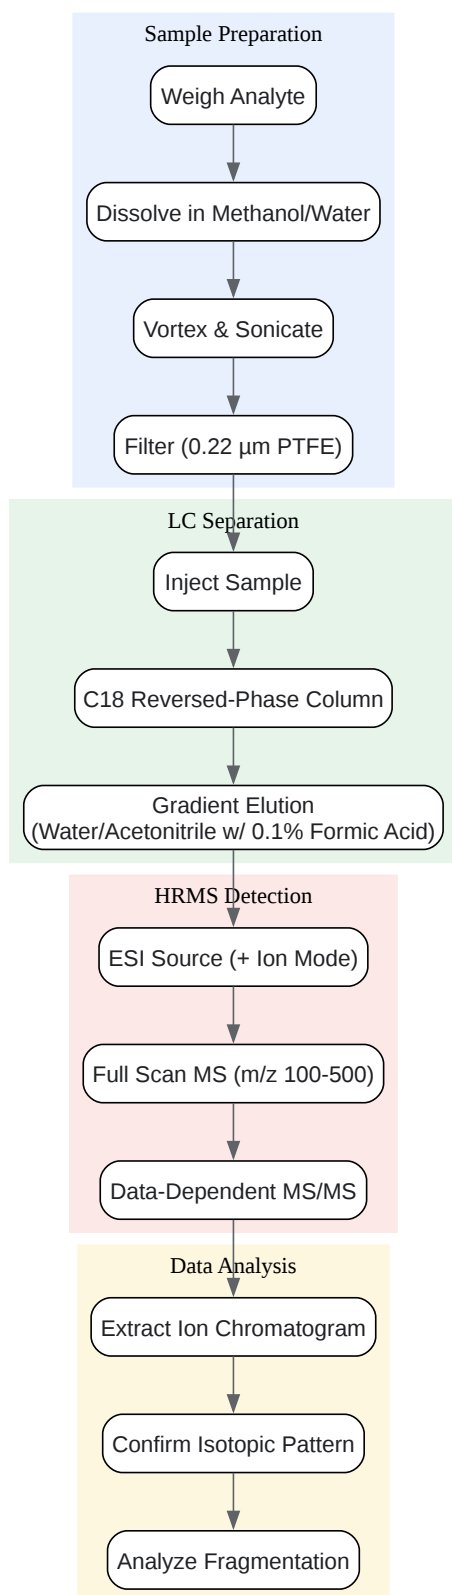 Sample Preparation
Weigh Analyte
Dissolve in Methanol/Water
Vortex & Sonicate
Filter (0.22 µm PTFE)
LC Separation
Inject Sample
C18 Reversed-Phase Column
Gradient Elution
(Water/Acetonitrile w/ 0.1% Formic Acid)
HRMS Detection
ESI Source (+ Ion Mode)
Full Scan MS (m/z 100-500)
Data-Dependent MS/MS
Data Analysis
Extract Ion Chromatogram
Confirm Isotopic Pattern
Analyze Fragmentation